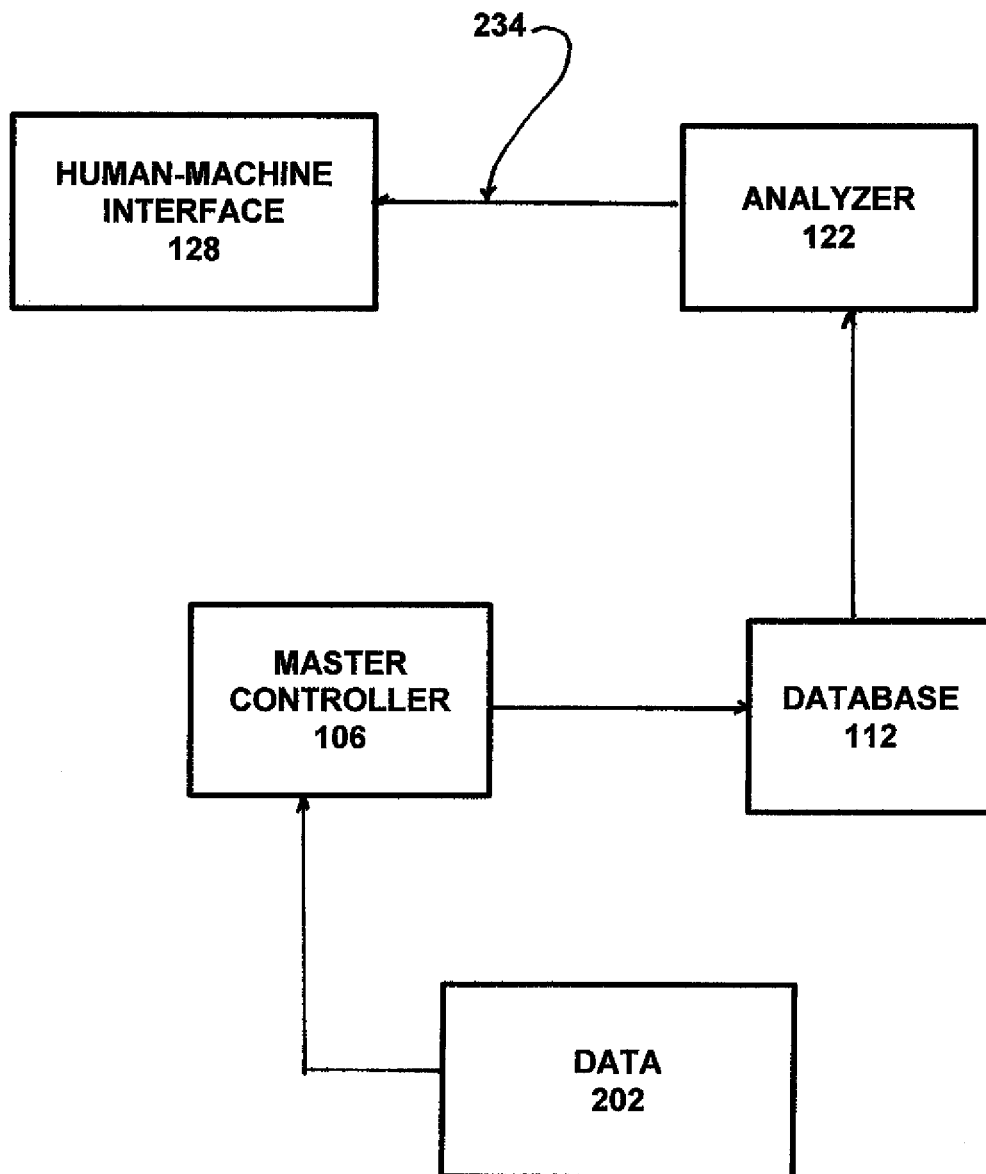 234
HUMAN-MACHINE
INTERFACE
128
ANALYZER
122
MASTER
CONTROLLER
106
DATABASE
112
DATA
202